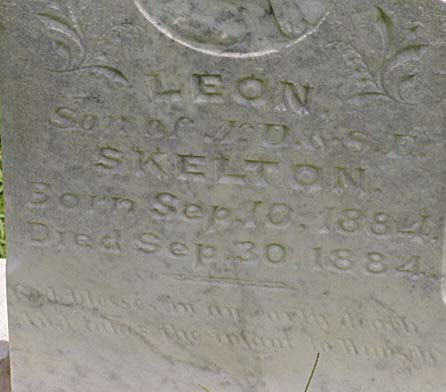 LEON,
Son of N.D. & S.E.
SKELTON.
Born Sep. 10, 1884.
Died Sep. 30, 1884.
God blesses in an early death
And takes the infant to Himself.